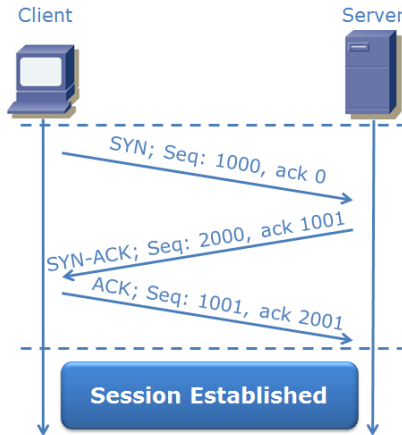 Client
Server
SYN; Seq: 1000, ack 0
SYN-ACK; Seq: 2000, ack 1001
ACK; Seq: 1001, ack 2001
Session Established